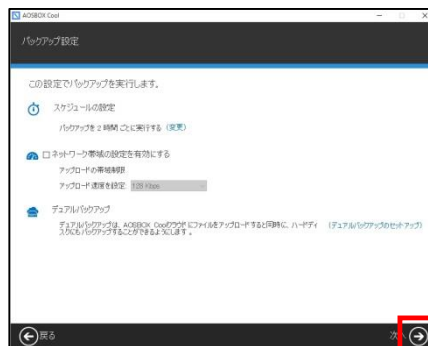 AOSBOX Cool
バックアップ設定
この設定でバックアップを実行します。
スケジュールの設定
バックアップを 2 時間 ごとに実行する (変更)
ネットワーク帯域の設定を有効にする
アップロードの帯域制限
アップロード速度を設定 128 Kbps
デュアルバックアップ
デュアルバックアップは、AOSBOX Coolクラウドにファイルをアップロードすると同時に、ハードディ (デュアルバックアップのセットアップ)
スクにもバックアップすることができるようにします。
戻る
次へ